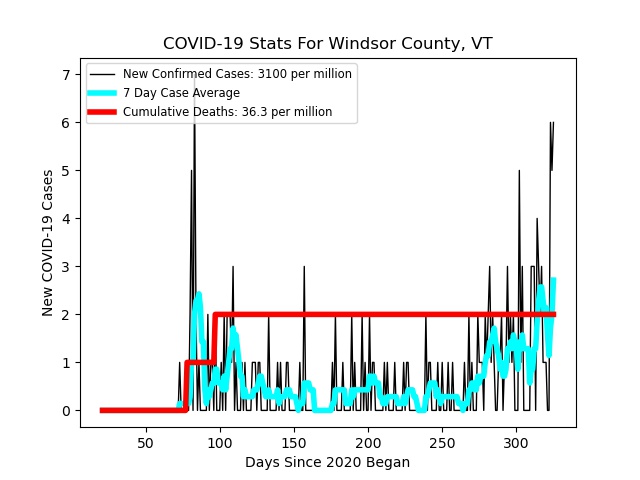 COVID-19 Stats For Windsor County, VT
New Confirmed Cases: 3100 per million
7 Day Case Average
Cumulative Deaths: 36.3 per million
New COVID-19 Cases
7
6
5
4
3
2
1
0
50 100 150 200 250 300
Days Since 2020 Began